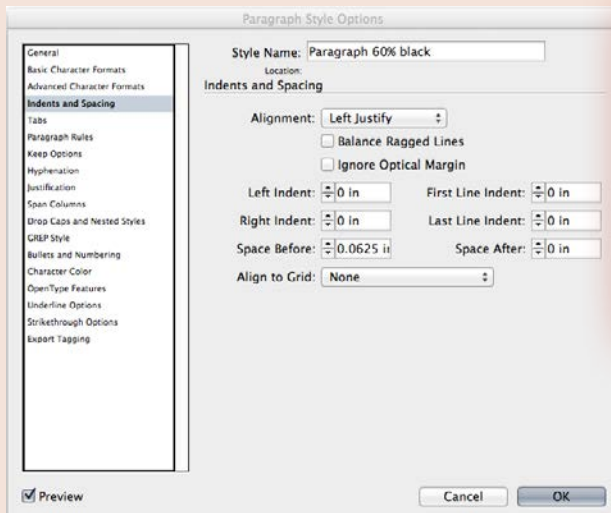 Paragraph Style Options
General
Basic Character Formats
Advanced Character Formats
Indents and Spacing
Tabs
Paragraph Rules
Keep Options
Hyphenation
Justification
Span Columns
Drop Caps and Nested Styles
GREP Style
Bullets and Numbering
Character Color
OpenType Features
Underline Options
Strikethrough Options
Export Tagging
Style Name: Paragraph 60% black
Location:
Indents and Spacing
Alignment: Left Justify
Balance Ragged Lines
Ignore Optical Margin
Left Indent: 0 in First Line Indent: 0 in
Right Indent: 0 in Last Line Indent: 0 in
Space Before: 0.0625 i Space After: 0 in
Align to Grid: None
Preview
Cancel OK